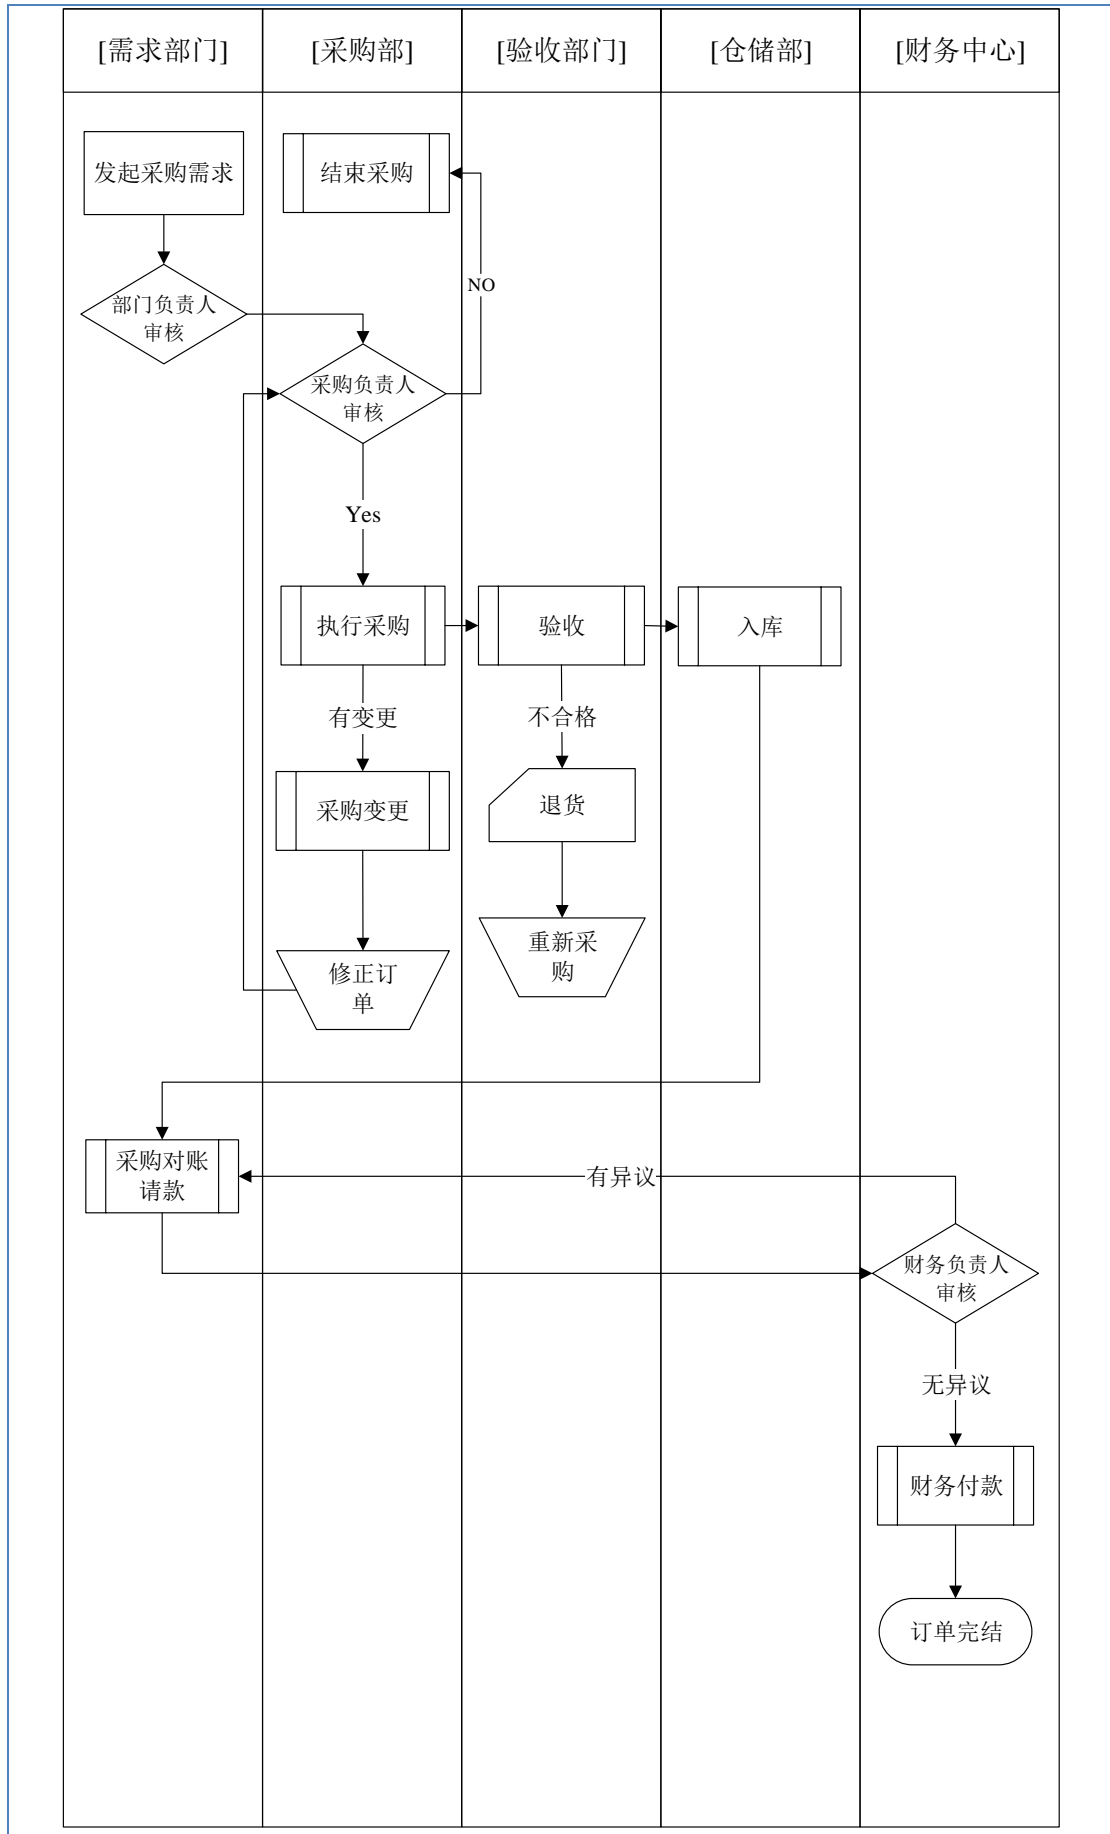 [需求部门]
[采购部]
[验收部门]
[仓储部]
[财务中心]
发起采购需求
结束采购
NO
部门负责人
审核
采购负责人
审核
Yes
执行采购
验收
入库
有变更
不合格
采购变更
退货
重新采
购
修正订
单
采购对账
请款
有异议
财务负责人
审核
无异议
财务付款
订单完结